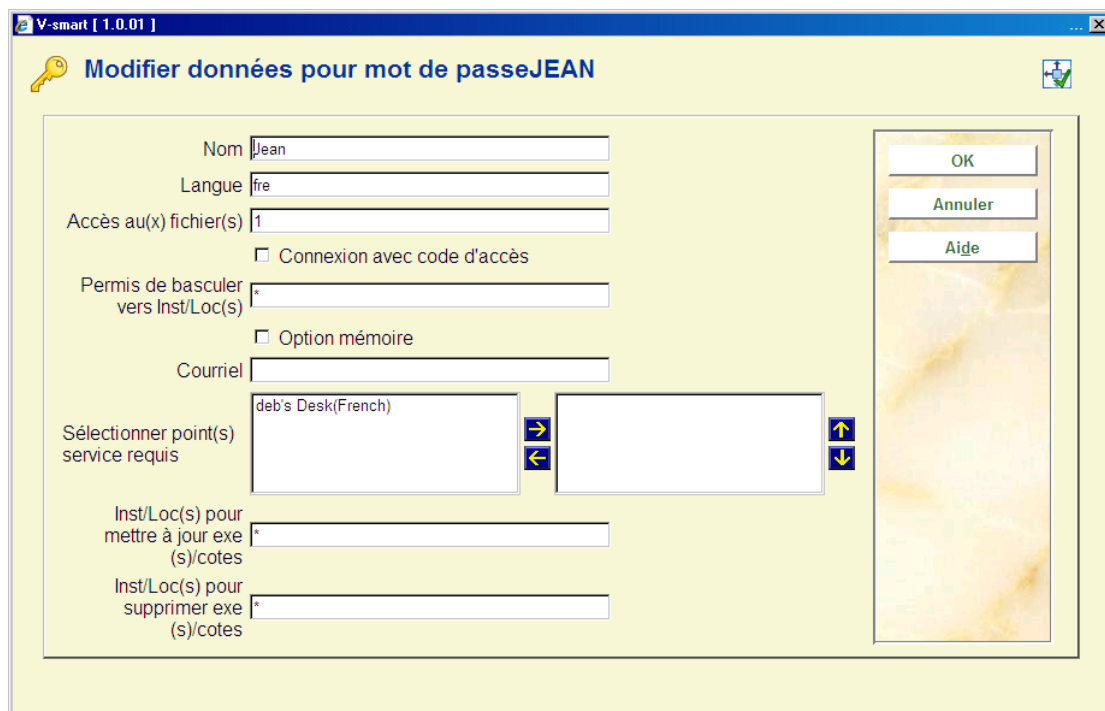 V-smart [ 1.0.01 ]
...
Modifier données pour mot de passeJEAN
Nom
Jean
Langue
fre
Accès au(x) fichier(s)
1
Connexion avec code d'accès
Permis de basculer
vers Inst/Loc(s)
*
Option mémoire
Courriel
Sélectionner point(s)
service requis
deb's Desk(French)
Inst/Loc(s) pour
mettre à jour exe
(s)/cotes
*
Inst/Loc(s) pour
supprimer exe
(s)/cotes
*
OK
Annuler
Aide